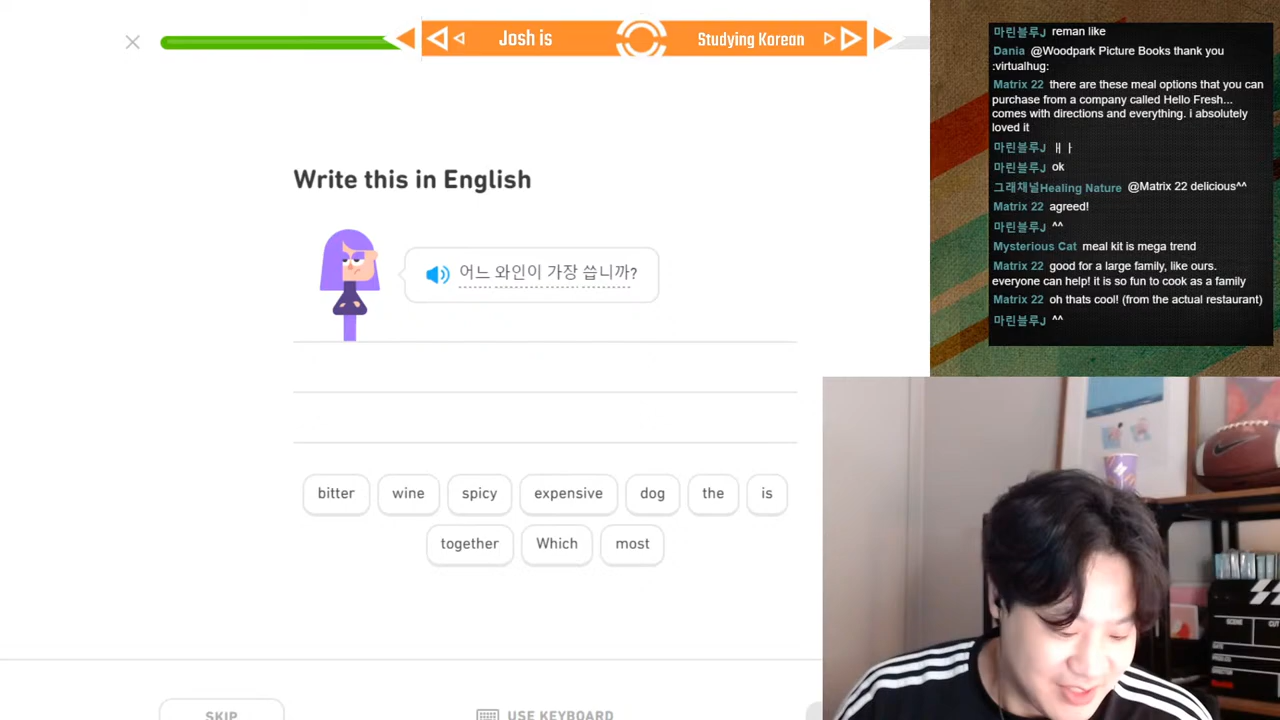 Josh is
Studying Korean
Write this in English
어느 와인이 가장 씁니까?
bitter
wine
spicy
expensive
dog
the
is
together
Which
most
SKIP
USE KEYBOARD
마린블루J reman like
Dania @Woodpark Picture Books thank you
:virtualhug:
Matrix 22 there are these meal options that you can
purchase from a company called Hello Fresh...
comes with directions and everything. i absolutely
loved it
마린블루J ㅐㅏ
마린블루J ok
그래채널Healing Nature @Matrix 22 delicious^^
Matrix 22 agreed!
마린블루J ^^
Mysterious Cat meal kit is mega trend
Matrix 22 good for a large family, like ours.
everyone can help! it is so fun to cook as a family
Matrix 22 oh thats cool! (from the actual restaurant)
마린블루J ^^